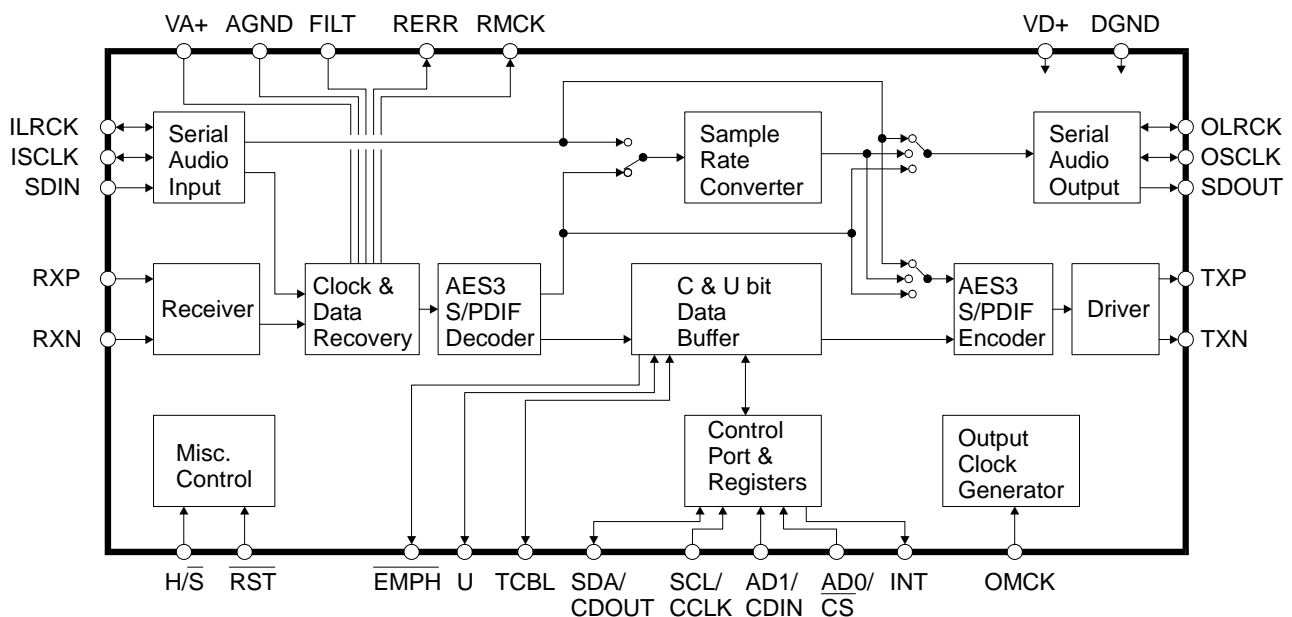 VA+ AGND FILT RERR RMCK VD+ DGND
ILRCK
ISCLK
SDIN
RXP
RXN
Serial
Audio
Input
Sample
Rate
Converter
Serial
Audio
Output
OLRCK
OSCLK
SDOUT
Receiver
Clock &
Data
Recovery
AES3
S/PDIF
Decoder
C & U bit
Data
Buffer
AES3
S/PDIF
Encoder
Driver
TXP
TXN
Misc.
Control
Control
Port &
Registers
Output
Clock
Generator
H/S̅ R̅S̅T̅ E̅M̅P̅H̅ U TCBL SDA/
CDOUT
SCL/
CCLK
AD1/
CDIN
AD0/
C̅S̅
INT OMCK